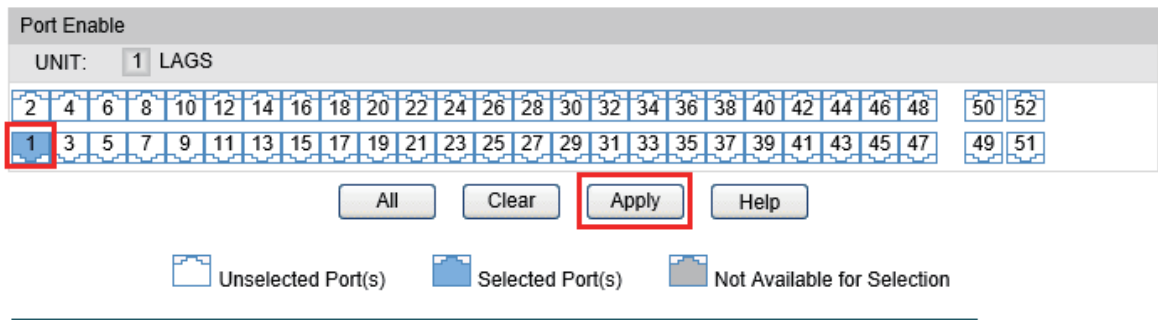 Port Enable
UNIT: 1 LAGS
2 4 6 8 10 12 14 16 18 20 22 24 26 28 30 32 34 36 38 40 42 44 46 48 50 52
1 3 5 7 9 11 13 15 17 19 21 23 25 27 29 31 33 35 37 39 41 43 45 47 49 51
All Clear Apply Help
Unselected Port(s) Selected Port(s) Not Available for Selection